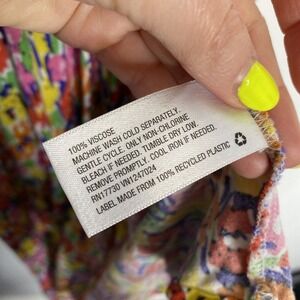 100% VISCOSE
MACHINE WASH COLD SEPARATELY.
GENTLE CYCLE. ONLY NON-CHLORINE
BLEACH IF NEEDED. TUMBLE DRY LOW.
REMOVE PROMPTLY. COOL IRON IF NEEDED.
RN17730 VN1247024
LABEL MADE FROM 100% RECYCLED PLASTIC